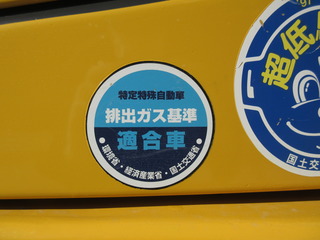 特定特殊自動車
排出ガス基準
適合車
・環境省・経済産業省・国土交通省・
超低
国土交